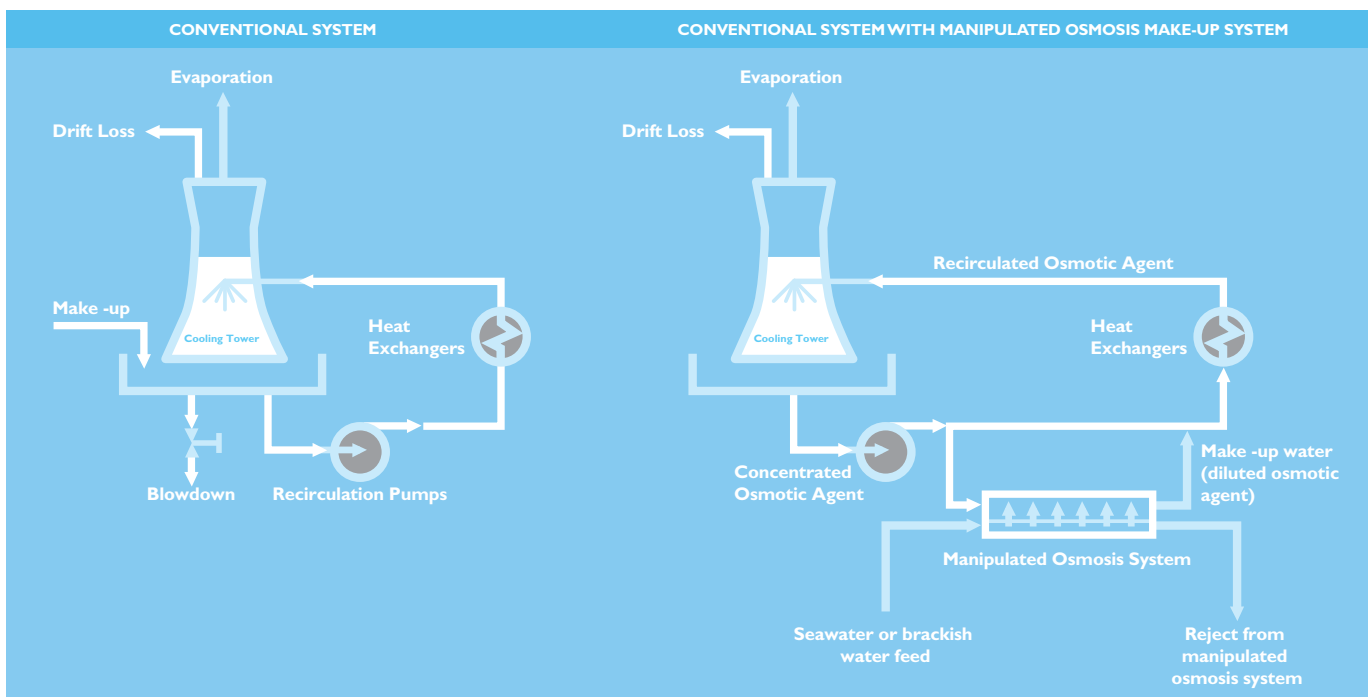 CONVENTIONAL SYSTEM
Evaporation
Drift Loss
Make -up
Cooling Tower
Heat
Exchangers
Blowdown
Recirculation Pumps
CONVENTIONAL SYSTEM WITH MANIPULATED OSMOSIS MAKE-UP SYSTEM
Evaporation
Drift Loss
Recirculated Osmotic Agent
Cooling Tower
Heat
Exchangers
Concentrated
Osmotic Agent
Make -up water
(diluted osmotic
agent)
Manipulated Osmosis System
Seawater or brackish
water feed
Reject from
manipulated
osmosis system